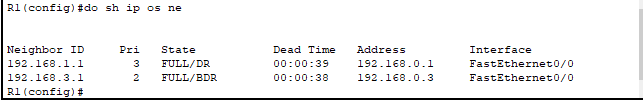 R1(config)#do sh ip os ne
Neighbor ID     Pri   State           Dead Time   Address         Interface
192.168.1.1       3   FULL/DR         00:00:39    192.168.0.1     FastEthernet0/0
192.168.3.1       2   FULL/BDR        00:00:38    192.168.0.3     FastEthernet0/0
R1(config)#